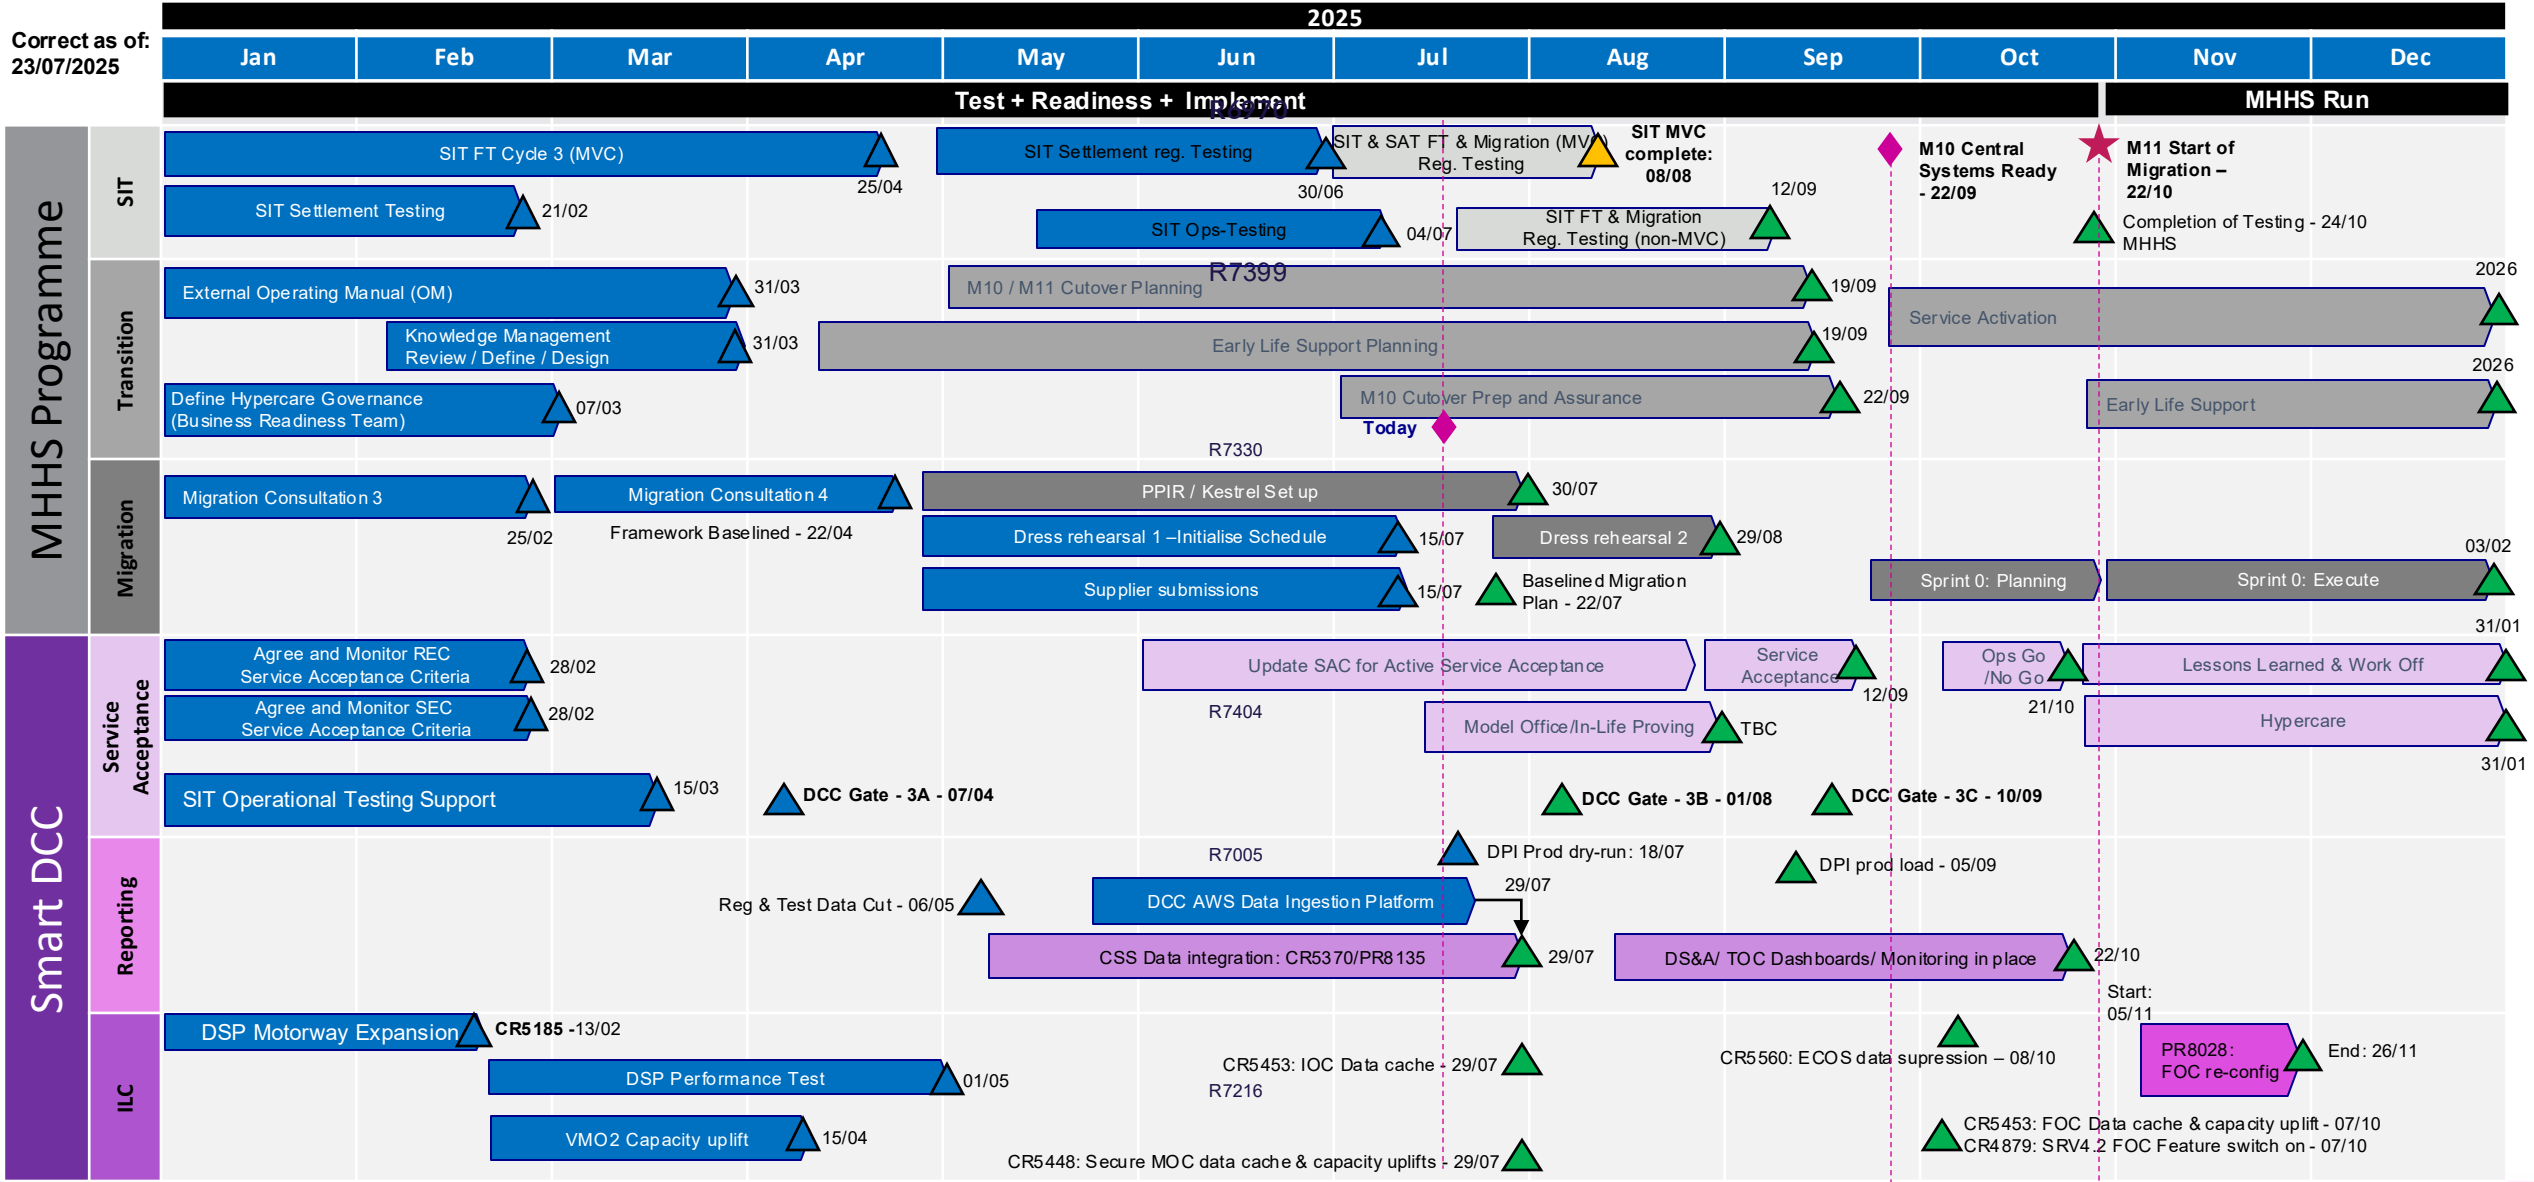 2025
Correct as of:
23/07/2025
Jan
Feb
Mar
Apr
May
Jun
Jul
Aug
Sep
Oct
Nov
Dec
Test + Readiness + Implement
MHHS Run
R6970
MHHS Programme
SIT
SIT FT Cycle 3 (MVC)
25/04
SIT Settlement reg. Testing
30/06
SIT & SAT FT & Migration (MVC)
Reg. Testing
SIT MVC
complete:
08/08
M10 Central
Systems Ready
- 22/09
M11 Start of
Migration –
22/10
SIT Settlement Testing
21/02
SIT Ops-Testing
04/07
SIT FT & Migration
Reg. Testing (non-MVC)
12/09
Completion of Testing - 24/10
MHHS
Transition
R7399
External Operating Manual (OM)
31/03
M10 / M11 Cutover Planning
19/09
Service Activation
2026
Knowledge Management
Review / Define / Design
31/03
Early Life Support Planning
19/09
Define Hypercare Governance
(Business Readiness Team)
07/03
M10 Cutover Prep and Assurance
22/09
Today
Early Life Support
2026
Migration
R7330
Migration Consultation 3
25/02
Migration Consultation 4
Framework Baselined - 22/04
PPIR / Kestrel Set up
30/07
Dress rehearsal 1 –Initialise Schedule
15/07
Dress rehearsal 2
29/08
Supplier submissions
15/07
Baselined Migration
Plan - 22/07
Sprint 0: Planning
Sprint 0: Execute
03/02
Smart DCC
Service
Acceptance
Agree and Monitor REC
Service Acceptance Criteria
28/02
Update SAC for Active Service Acceptance
Service
Acceptance
12/09
Ops Go
/No Go
21/10
Lessons Learned & Work Off
31/01
Agree and Monitor SEC
Service Acceptance Criteria
28/02
R7404
Model Office/In-Life Proving
TBC
Hypercare
31/01
SIT Operational Testing Support
15/03
DCC Gate - 3A - 07/04
DCC Gate - 3B - 01/08
DCC Gate - 3C - 10/09
Reporting
R7005
DPI Prod dry-run: 18/07
DPI prod load - 05/09
Reg & Test Data Cut - 06/05
DCC AWS Data Ingestion Platform
29/07
CSS Data integration: CR5370/PR8135
29/07
DS&A/ TOC Dashboards/ Monitoring in place
22/10
ILC
DSP Motorway Expansion
CR5185 -13/02
Start:
05/11
PR8028:
FOC re-config
End: 26/11
DSP Performance Test
01/05
CR5453: IOC Data cache - 29/07
CR5560: ECOS data supression – 08/10
R7216
VMO2 Capacity uplift
15/04
CR5448: Secure MOC data cache & capacity uplifts - 29/07
CR5453: FOC Data cache & capacity uplift - 07/10
CR4879: SRV4.2 FOC Feature switch on - 07/10